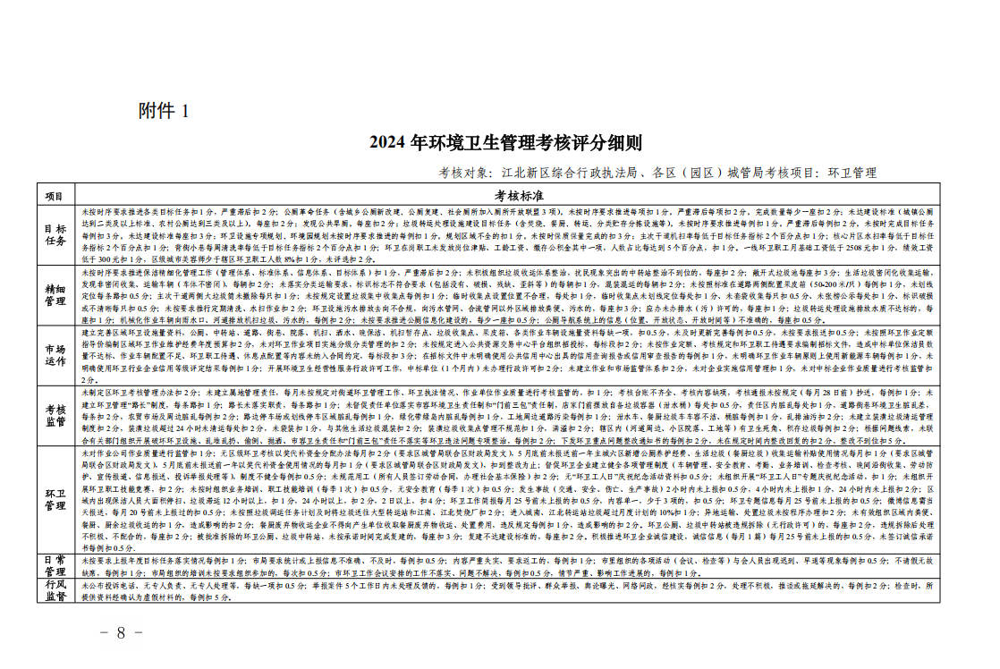 附件 1
2024 年环境卫生管理考核评分细则
考核对象：江北新区综合行政执法局、各区（园区）城管局考核项目：环卫管理
项目
考核标准
目标
任务
未按时序要求推进各类目标任务扣 1 分，严重滞后扣 2 分；公厕革命任务（含城乡公厕新改建、公厕复建、社会厕所加入厕所开放联盟 3 项）。未按时序要求推进每项扣 1 分。严重滞后每项扣 2 分。完成数量每少一座扣 2 分；未达建设标准（城镇公厕
达到二类及以上标准、农村公厕达到三类及以上），每座扣 2 分；发现公共旱厕。每座扣 2 分；垃圾转运处理设施建设目标任务（含焚烧、餐厨、转运、分类贮存分拣设施等）。未按时序要求推进每例扣 1 分。严重滞后每例扣 2 分。未按时完成目标任务
每例扣 3 分。未达建设标准每座扣 3 分；环卫设施专项规划、环境园规划未按时序要求推进的每例扣 1 分。规划区域不全的扣 1 分。未按时保质保量完成的扣 3 分；主次干道机扫率每低于目标任务指标 2 个百分点扣 1 分；核心片区水扫率每低于目标任
务指标 2 个百分点扣 1 分；背街小巷每周清洗率每低于目标任务指标 2 个百分点扣 1 分；环卫在岗职工未发放岗位津贴、工龄工资、缴存公积金其中一项，人数占比每达到 5 个百分点，扣 1 分。一线环卫职工月基础工资低于 2508 元扣 1 分，绩效工资
低于 300 元扣 1 分，区级城市美容师少于辖区环卫职工人数 8%扣 1 分，未评选扣 2 分。
精细
管理
未按时序要求推进保洁精细化管理工作（管理体系、标准体系、信息体系、目标体系）扣 1 分，严重滞后扣 2 分；未积极组织垃圾收运体系整治，扰民现象突出的中转站整治不到位的，每座扣 2 分；敞开式垃圾池每座扣 3 分；生活垃圾密闭化收集运输，
发现非密闭收集、运输车辆（车体不密闭）、每辆扣 2 分；未落实分类运输要求，标识标志不符合要求（包括没有、破损、残缺、歪斜等）的每辆扣 1 分，混装混运的每辆扣 2 分；未按照标准在道路两侧配置果皮箱（50-200 米/只）每例扣 1 分，未划线
定位每条路扣 0.5 分；主次干道两侧大垃圾筒未撤除每只扣 1 分；未按规定设置垃圾集中收集点每例扣 1 分；临时收集点设置位置不合理，每处扣 1 分，临时收集点未划线定位每处扣 1 分、未套袋收集每只扣 0.5 分、未张榜公示每处扣 1 分、标识破损
或不清晰每只扣 0.5 分；未按要求推行定期清洗、水扫作业扣 2 分；环卫设施污水排放去向不合规，向污水管网、合流管网以外区域排放粪便、污水的，每座扣 3 分；应办未办排水（污）许可的，每座扣 1 分；垃圾转运处理设施排放水质不达标的，每
座扣 1 分；机械化作业车辆向雨水口、河道排放机扫垃圾、污水的，每例扣 2 分；未按要求推进公厕信息化建设的，每少一座扣 0.5 分；公厕导航系统上的信息（位置、开放状态、开放时间等）不准确的，每座扣 0.5 分。
市场
运作
建立完善区域环卫设施量资料，公厕、中转站、道路、街巷、院落、机扫、洒水、晚保洁、机扫暂存点、垃圾收集点、果皮箱、各类作业车辆设施量资料每缺一项，扣 0.5 分，未及时更新完善每例扣 0.5 分，未按要求报送扣 0.5 分；未按照环卫作业定额
指导价编制区域环卫作业维护经费年度预算扣 2 分，未对环卫作业项目实施分级分类管理的扣 2 分；未按规定进入公共资源交易中心平台组织招投标，每标段扣 2 分；未按作业定额、考核规定和环卫职工待遇要求编制招标文件，造成中标单位保洁员数
量不达标、作业车辆配置不足、环卫职工待遇、休息点配置等内容未纳入合同约定，每标段扣 3 分；在招标文件中未明确使用公共信用中心出具的信用查询报告或信用审查报告的每例扣 1 分，未明确环卫作业车辆原则上使用新能源车辆每例扣 1 分，未
明确使用环卫行业企业信用等级评定结果每例扣 1 分；开展环境卫生经营性服务行政许可工作，中标单位（1 个月内）未办理行政许可扣 2 分；未建立作业和市场监管体系扣 2 分，未对企业实施信用管理扣 1 分，未对中标企业作业质量进行考核监管扣
2 分。
考核
监管
未制定区环卫考核管理办法扣 2 分；未建立属地管理责任，每月未按规定对街道环卫管理工作、环卫执法情况、作业单位作业质量进行考核监管的，扣 1 分；考核台账不齐全、考核内容缺项，考核通报未按规定（每月 28 日前）抄送，每例扣 1 分；未
建立环卫管理“路长”制度，每条路扣 1 分；路长未落实职责，每条路扣 1 分；未督促责任单位落实市容环境卫生责任制和“门前三包”责任制，店家门前摆放自备垃圾容器（泔水桶）每处扣 0.5 分，责任区内脏乱每处扣 1 分，道路街巷环境卫生脏乱差，
每条扣 2 分，农贸市场及周边脏乱每例扣 2 分；路边停车场或划线停车区域脏乱每例扣 1 分，绿化带绿岛内脏乱每例扣 1 分，工地周边道路污染每例扣 1 分；泔水车、餐厨垃圾车车容不洁、桶脏每例扣 1 分，乱排油污扣 2 分；未建立装潢垃圾清运管理
制度扣 2 分，装潢垃圾超过 24 小时未清运每处扣 2 分，未袋装扣 1 分，与其他生活垃圾混装扣 2 分；装潢垃圾收集点管理不规范扣 1 分，满溢扣 2 分；辖区内（河道周边、小区院落、工地等）有卫生死角、积存垃圾每例扣 2 分；根据问题线索，未联
合有关部门组织开展破坏环卫设施、乱堆乱扔、偷倒、抛洒、市容卫生责任和“门前三包”责任不落实等环卫违法问题专项整治，每例扣 2 分；下发环卫重点问题整改通知书的每例扣 2 分，未在规定时间内整改回复的扣 2 分，整改不到位扣 5 分。
环卫
管理
未对作业公司作业质量进行监管扣 1 分；无区级环卫考核以奖代补资金分配办法每月扣 2 分（要求区城管局联合区财政局发文），5 月底前未报送前一年主城六区新增公厕养护经费、生活垃圾（餐厨垃圾）收集运输补贴使用情况每月扣 1 分（要求区城管
局联合区财政局发文），5 月底前未报送前一年以奖代补资金使用情况的每月扣 1 分（要求区城管局联合区财政局发文），扣到整改为止；督促环卫企业建立健全各项管理制度（车辆管理、安全教育、考勤、业务培训、检查考核、晚间沿街收集、劳动防
护、宣传报道、信息报送、投诉举报处理等），制度不健全每例扣 0.5 分；未规范用工（所有人员签订劳动合同，办理社会基本保险）扣 2 分；无“环卫工人日”庆祝纪念活动资料扣 0.5 分；未组织开展“环卫工人日”专题庆祝纪念活动，扣 1 分；未组织开
展环卫职工技能竞赛，扣 2 分；未按时组织业务培训、职工技能培训（每季 1 次）扣 0.5 分，无安全教育（每季 1 次）扣 0.5 分；发生事故（交通、安全、伤亡、生产事故）2 小时内未上报扣 0.5 分，4 小时内未上报扣 1 分，24 小时内未上报扣 2 分；区
域内出现保洁人员大面积停扫、垃圾滞运 12 小时以上，扣 1 分，24 小时以上，扣 2 分，2 日以上，扣 4 分；环卫工作简报每月 25 号前未上报的扣 0.5 分，内容单一，少于 3 项的，扣 0.5 分；环卫专题信息每月 25 号前未上报的扣 0.5 分；微博信息需当
天报送，每月 20 号前未上报过的扣 0.5 分；未按照垃圾调运任务计划及时将垃圾送往大型转运站和江南、江北焚烧厂扣 2 分；进入城南、江北转运站垃圾超过月度计划的 10%扣 1 分；异地运输、处置垃圾未按程序办理扣 2 分；未有效组织区域内粪便、
餐厨、厨余垃圾收运的扣 1 分，造成影响的扣 2 分；餐厨废弃物收运企业不得向产生单位收取餐厨废弃物收运、处置费用，违反规定每例扣 1 分，造成影响的扣 2 分。环卫公厕、垃圾中转站被违规拆除（无行政许可）的，每座扣 2 分，违规拆除后处理
不积极、不配合的，每座扣 2 分；被批准拆除的环卫公厕、垃圾中转站，未按承诺时间完成复建的，每座扣 3 分；复建不达建设标准的，每座扣 2 分。积极推进环卫企业诚信建设，诚信信息（每月 1 篇）每月 25 号前未上报的扣 0.5 分，未签订诚信承诺
书每例扣 0.5 分.
日常
管理
未按要求上报年度目标任务落实情况每例扣 1 分；市局要求统计或上报信息不准确、不及时，每例扣 0.5 分；内容严重失实、要求返工的，每例扣 1 分；市里组织的各项活动（会议、检查等）与会人员出现迟到、早退等现象每例扣 0.5 分；不请假无故
缺席，每例扣 1 分；市局组织的培训未按要求组织参加的，每次扣 0.5 分；市环卫工作会议安排的工作不落实、问题不解决，每例扣 0.5 分，情节严重、影响工作进展的，每例扣 1 分。
行风
监督
未公布投诉电话、无专人负责、无专人处理等，每缺一项扣 0.5 分；举报案件 5 个工作日内未处理反馈的，每例扣 1 分；受到领导批评、群众举报、舆论曝光、网络问政，经核实每例扣 2 分，处理不积极，推诿或拖延解决的，每例扣 2 分；检查时，所
提供资料经确认为虚假材料的，每例扣 5 分。
- 8 -